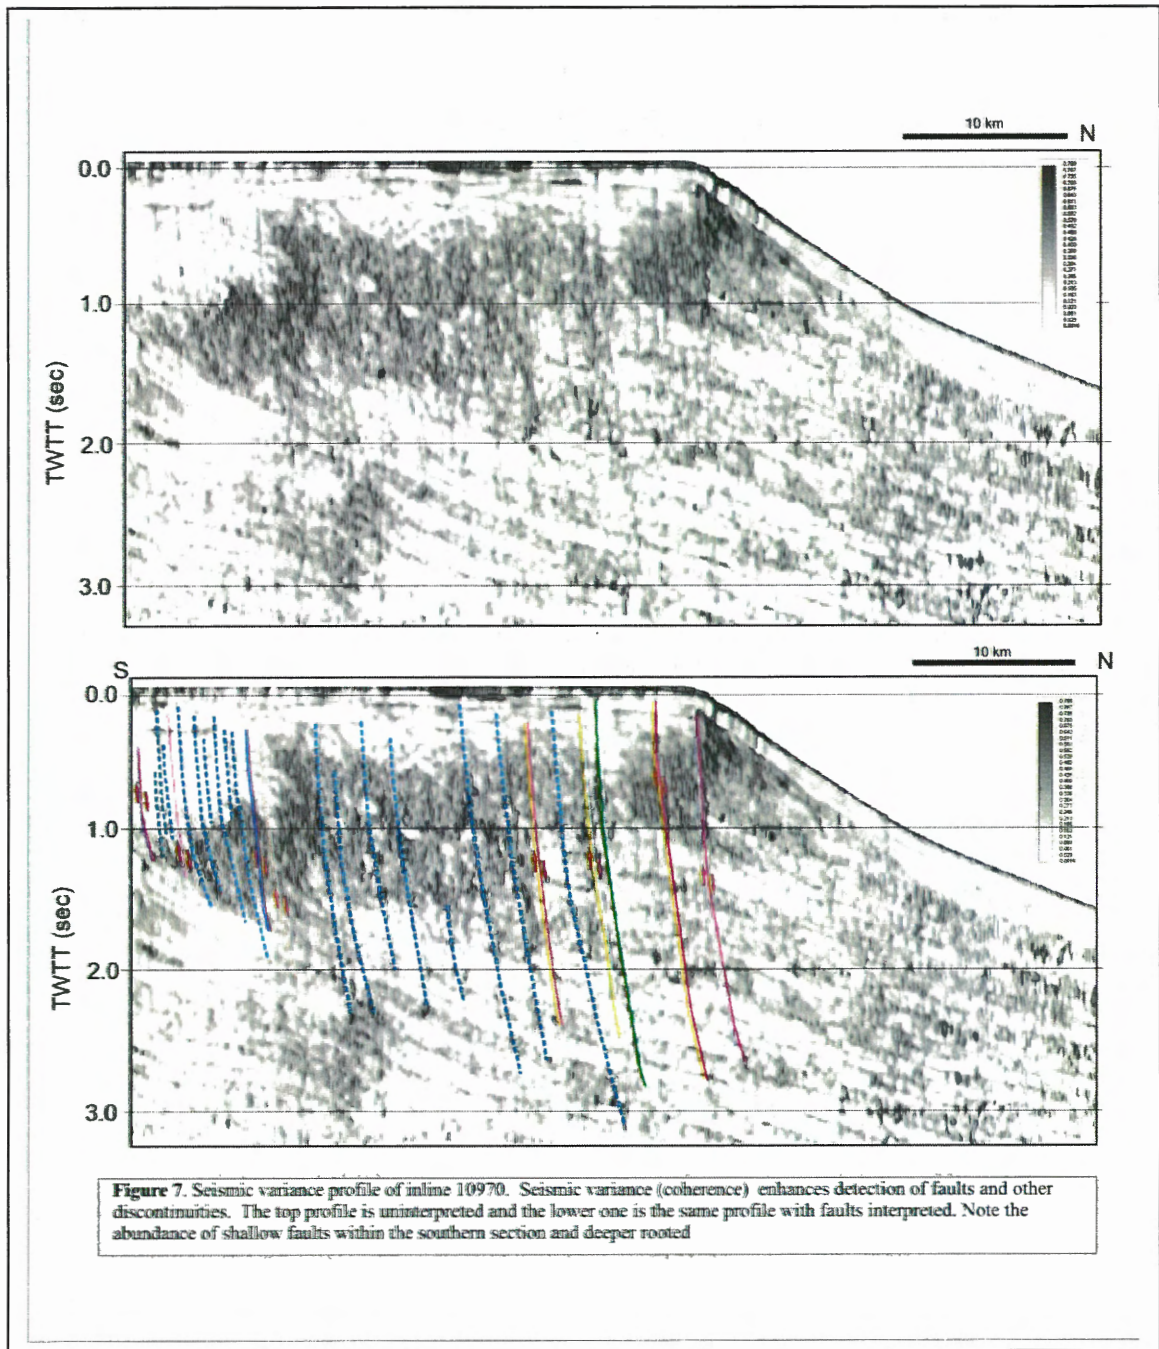 10 km
N
0.0
1.0
2.0
3.0
TWTT (sec)
10 km
S
N
0.0
1.0
2.0
3.0
TWTT (sec)
Figure 7. Seismic variance profile of inline 10970. Seismic variance (coherence) enhances detection of faults and other
discontinuities. The top profile is uninterpreted and the lower one is the same profile with faults interpreted. Note the
abundance of shallow faults within the southern section and deeper rooted